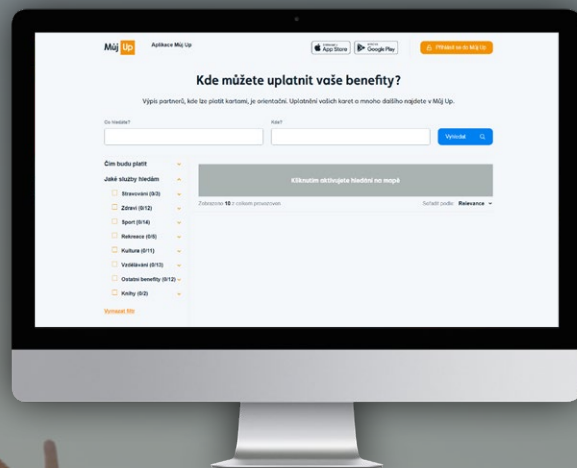 Můj Up
Aplikace Můj Up
App Store
Google Play
Přihlásit se do Můj Up
Kde můžete uplatnit vaše benefity?
Výpis partnerů, kde lze platit kartami, je orientační. Uplatnění vašich karet a mnoho dalšího najdete v Můj Up.
Co hledáte?
Kde?
Vyhledat
Čím budu platit
Jaké služby hledám
Kliknutím aktivujete hledání na mapě
Zobrazeno 10 z celkem provozoven
Seřadit podle: Relevance
Stravování (0/3)
Zdraví (0/12)
Sport (0/14)
Rekreace (0/5)
Kultura (0/11)
Vzdělávání (0/13)
Ostatní benefity (0/12)
Knihy (0/2)
Vymazat filtr